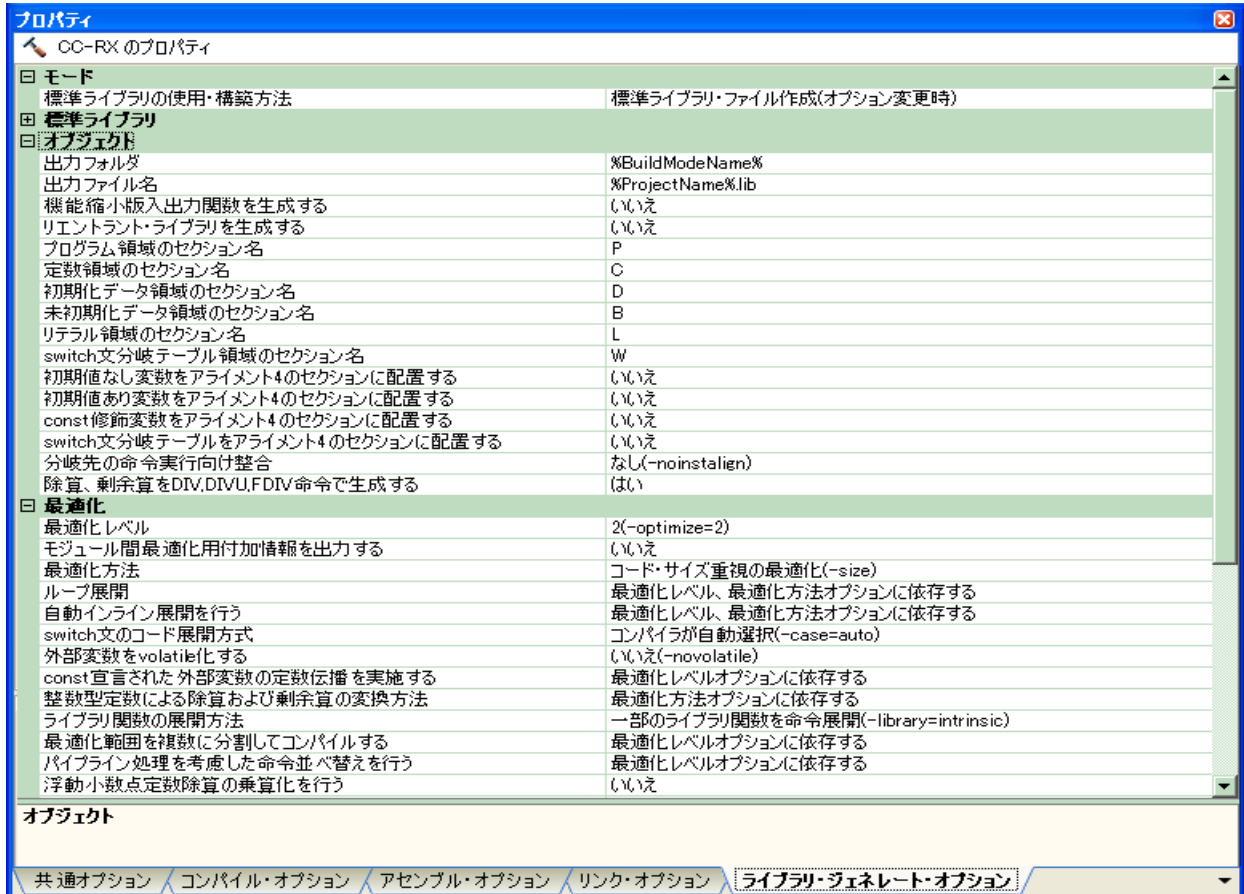 プロパティ
CC-RX のプロパティ
モード
標準ライブラリの使用・構築方法 標準ライブラリ・ファイル作成(オプション変更時)
標準ライブラリ
オブジェクト
出力フォルダ %BuildModeName%
出力ファイル名 %ProjectName%.lib
機能縮小版入出力関数を生成する いいえ
リエントラント・ライブラリを生成する いいえ
プログラム領域のセクション名 P
定数領域のセクション名 C
初期化データ領域のセクション名 D
未初期化データ領域のセクション名 B
リテラル領域のセクション名 L
switch文分岐テーブル領域のセクション名 W
初期値なし変数をアライメント4のセクションに配置する いいえ
初期値あり変数をアライメント4のセクションに配置する いいえ
const修飾変数をアライメント4のセクションに配置する いいえ
switch文分岐テーブルをアライメント4のセクションに配置する いいえ
分岐先の命令実行向け整合 なし(-noinstalign)
除算、剰余算をDIV,DIVU,FDIV命令で生成する はい
最適化
最適化レベル 2(-optimize=2)
モジュール間最適化用付加情報を出力する いいえ
最適化方法 コード・サイズ重視の最適化(-size)
ループ展開 最適化レベル、最適化方法オプションに依存する
自動インライン展開を行う 最適化レベル、最適化方法オプションに依存する
switch文のコード展開方式 コンパイラが自動選択(-case=auto)
外部変数をvolatile化する いいえ(-novolatile)
const宣言された外部変数の定数伝播を実施する 最適化レベルオプションに依存する
整数型定数による除算および剰余算の変換方法 最適化方法オプションに依存する
ライブラリ関数の展開方法 一部のライブラリ関数を命令展開(-library=intrinsic)
最適化範囲を複数に分割してコンパイルする 最適化レベルオプションに依存する
パイプライン処理を考慮した命令並べ替えを行う 最適化レベルオプションに依存する
浮動小数点定数除算の乗算化を行う いいえ
オブジェクト
共通オプション コンパイル・オプション アセンブル・オプション リンク・オプション ライブラリ・ジェネレート・オプション